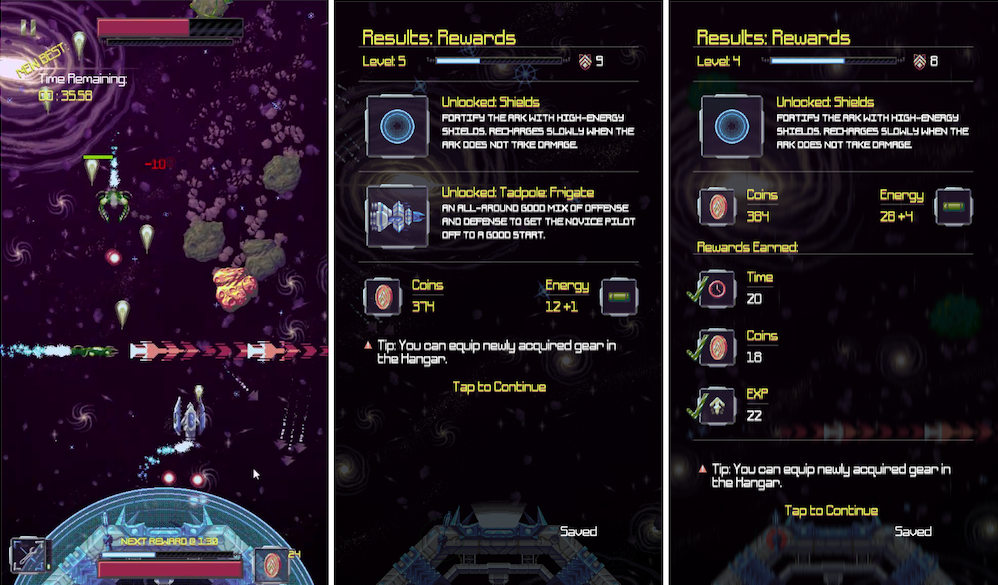 NEW BEST
Time Remaining:
00 : 35.58
-10
NEXT REWARD @ 1:30
24
Results: Rewards
Level: 5
9
Unlocked: Shields
FORTIFY THE ARK WITH HIGH-ENERGY
SHIELDS. RECHARGES SLOWLY WHEN THE
ARK DOES NOT TAKE DAMAGE.
Unlocked: Tadpole: Frigate
AN ALL-AROUND GOOD MIX OF OFFENSE
AND DEFENSE TO GET THE NOVICE PILOT
OFF TO A GOOD START.
Coins
374
Energy
12 +1
Tip: You can equip newly acquired gear in
the Hangar.
Tap to Continue
Saved
Results: Rewards
Level: 4
8
Unlocked: Shields
FORTIFY THE ARK WITH HIGH-ENERGY
SHIELDS. RECHARGES SLOWLY WHEN THE
ARK DOES NOT TAKE DAMAGE.
Coins
384
Energy
28 +4
Rewards Earned:
Time
20
Coins
18
EXP
22
Tip: You can equip newly acquired gear in
the Hangar.
Tap to Continue
Saved